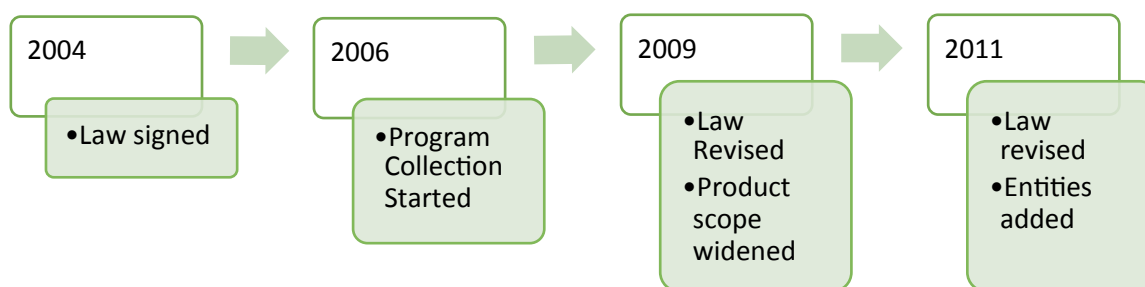 2004
•Law signed
2006
•Program
Collection
Started
2009
•Law
Revised
•Product
scope
widened
2011
•Law
revised
•Entities
added